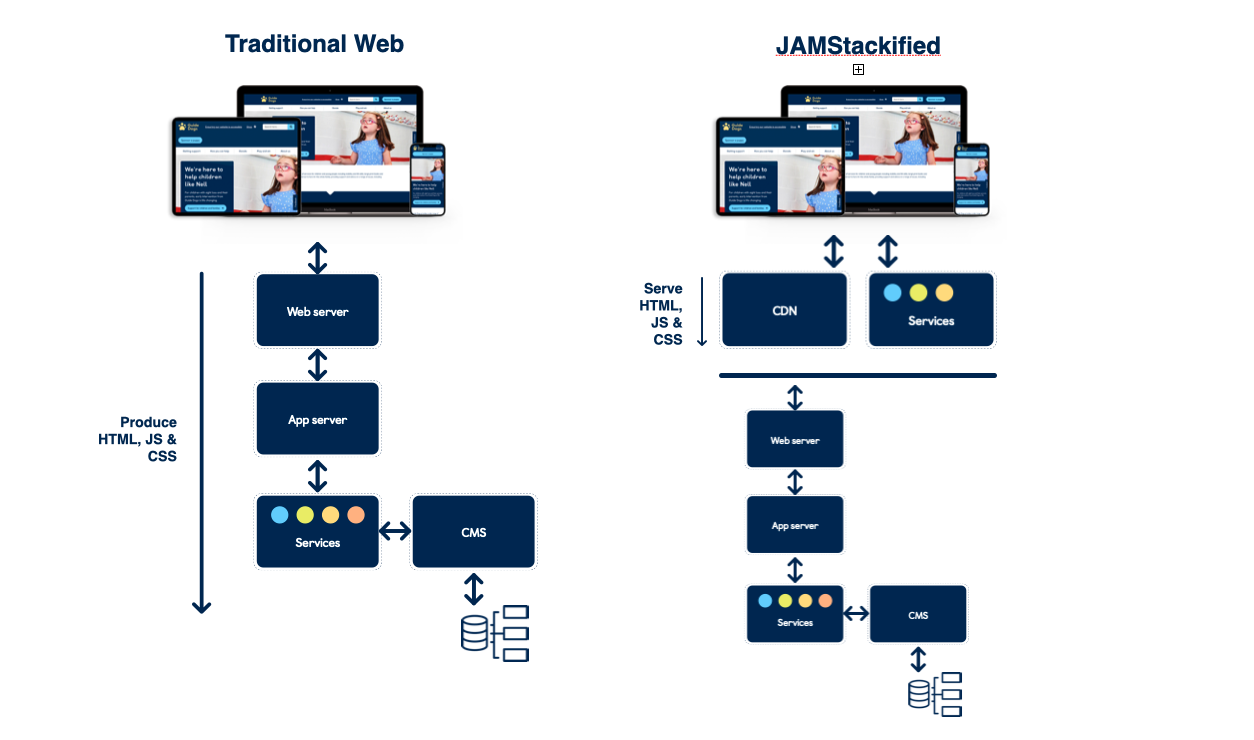 Traditional Web
JAMStackified
We're here to
help children
like Nell
We're here to
help children
like Nell
Web server
App server
Produce
HTML, JS &
CSS
Services
CMS
Serve
HTML,
JS &
CSS
CDN
Services
Web server
App server
Services
CMS